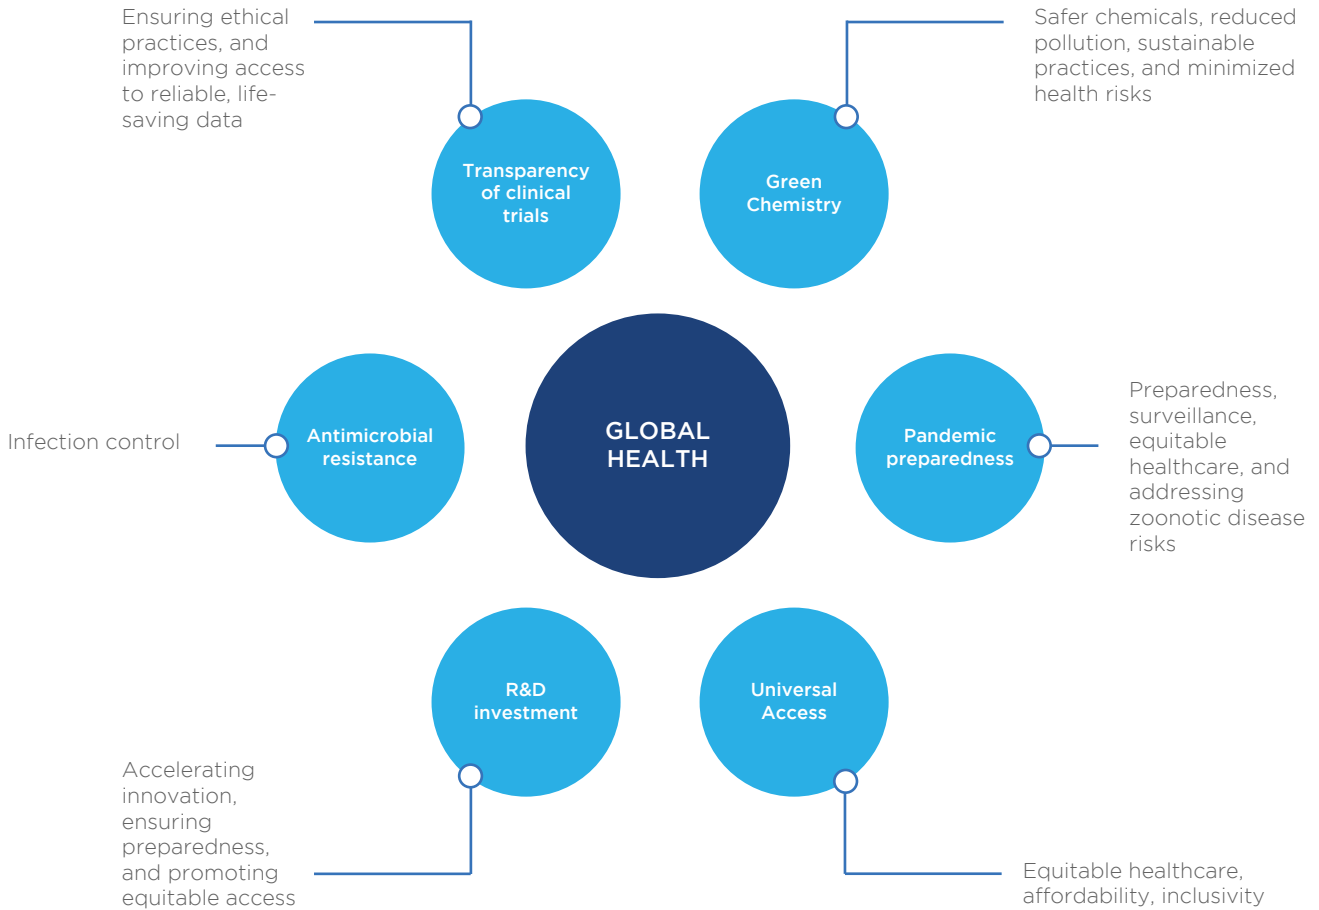 Ensuring ethical
practices, and
improving access
to reliable, life-
saving data
Safer chemicals, reduced
pollution, sustainable
practices, and minimized
health risks
Transparency
of clinical
trials
Green
Chemistry
Infection control
Antimicrobial
resistance
GLOBAL
HEALTH
Pandemic
preparedness
Preparedness,
surveillance,
equitable
healthcare, and
addressing
zoonotic disease
risks
R&D
investment
Universal
Access
Accelerating
innovation,
ensuring
preparedness,
and promoting
equitable access
Equitable healthcare,
affordability, inclusivity